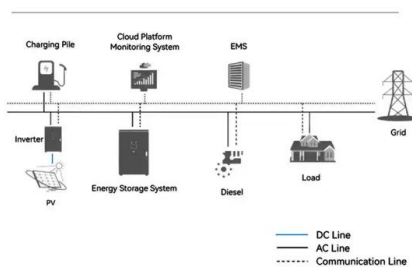 Charging Pile
Cloud Platform
Monitoring System
EMS
Grid
Inverter
PV
Energy Storage System
Diesel
Load
DC Line
AC Line
Communication Line